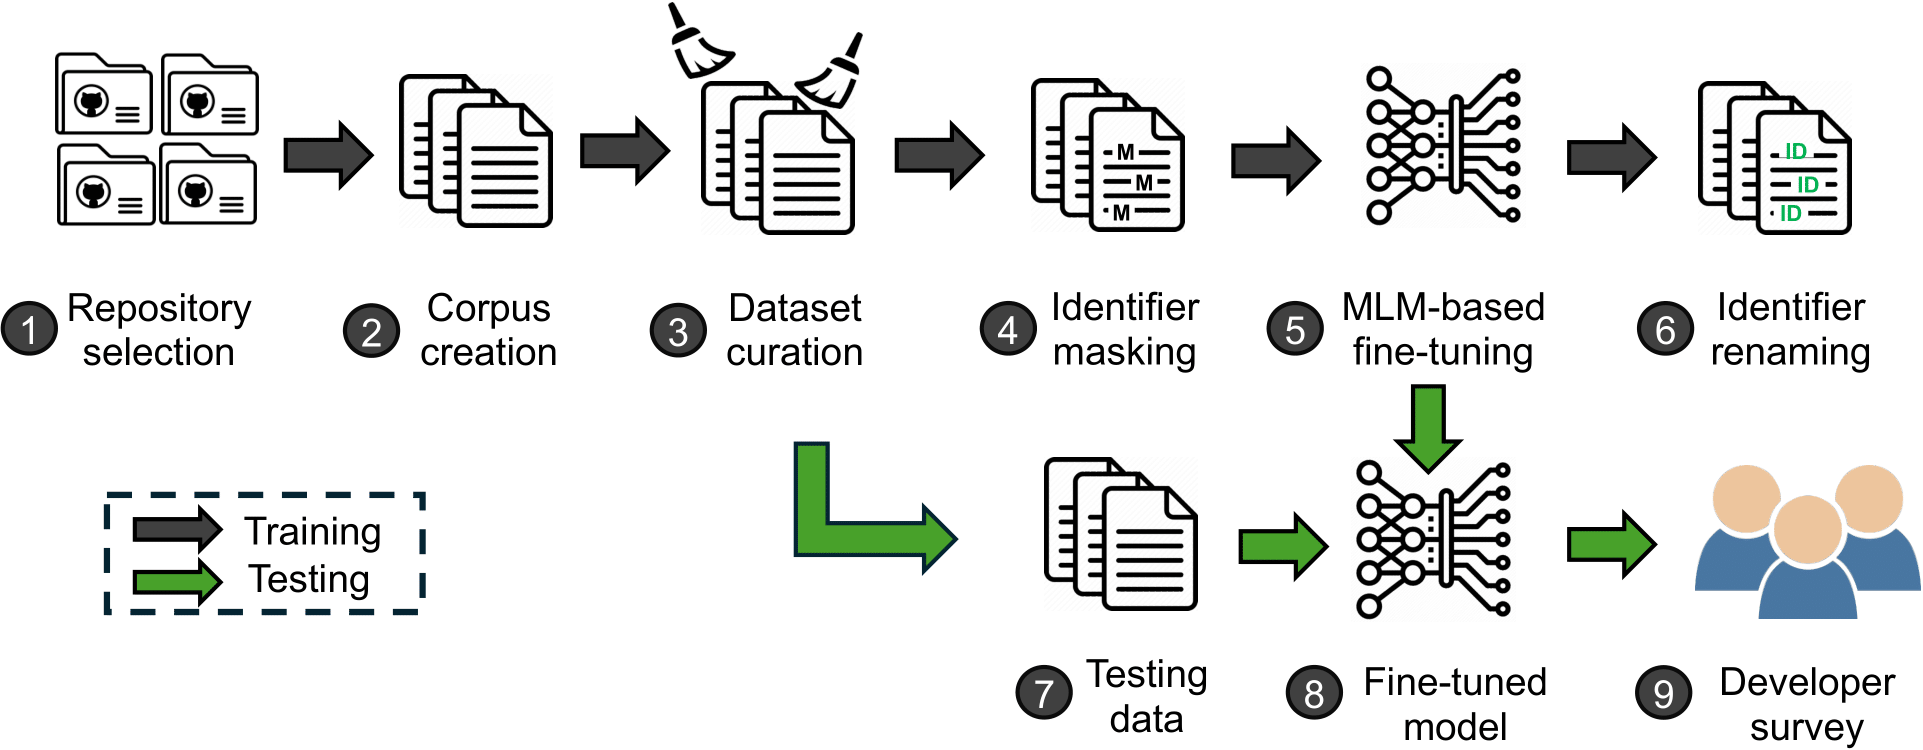 M
M
M
ID
ID
ID
1 Repository
selection
2 Corpus
creation
3 Dataset
curation
4 Identifier
masking
5 MLM-based
fine-tuning
6 Identifier
renaming
Training
Testing
7 Testing
data
8 Fine-tuned
model
9 Developer
survey